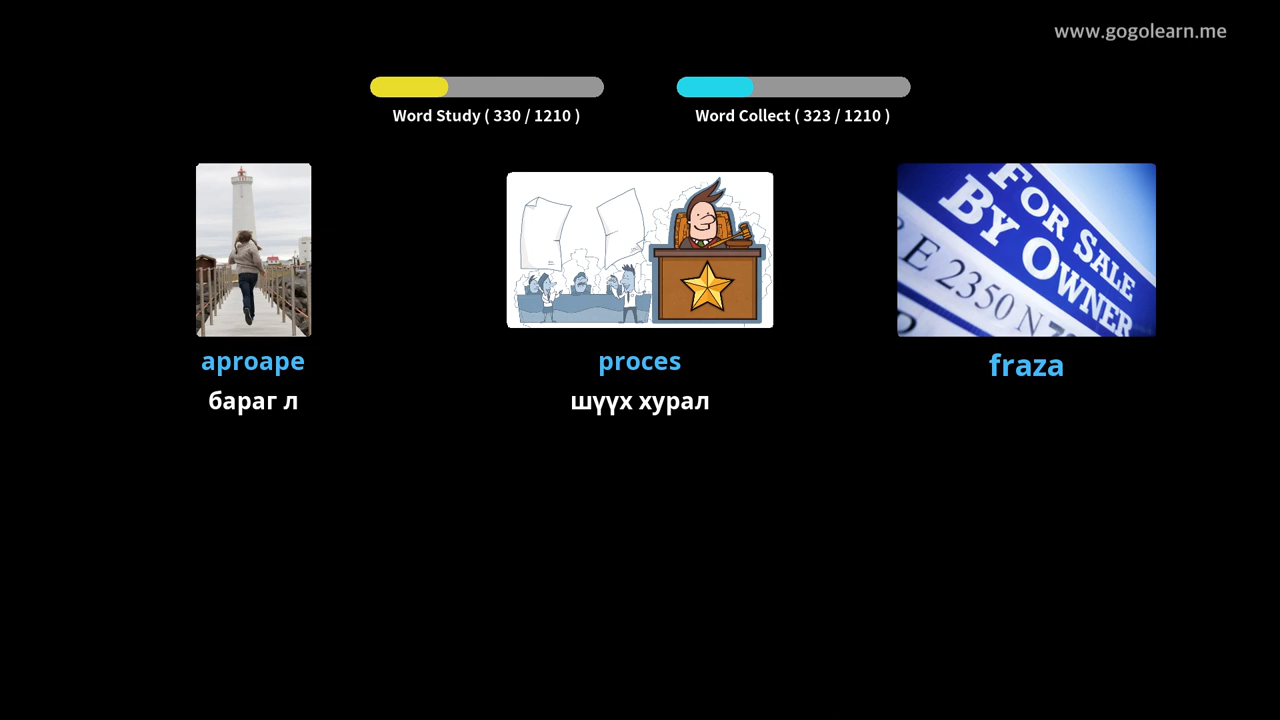 www.gogolearn.me
Word Study ( 330 / 1210 )
Word Collect ( 323 / 1210 )
FOR SALE
BY OWNER
E 2350 N
aproape
proces
fraza
бараг л
шүүх хурал